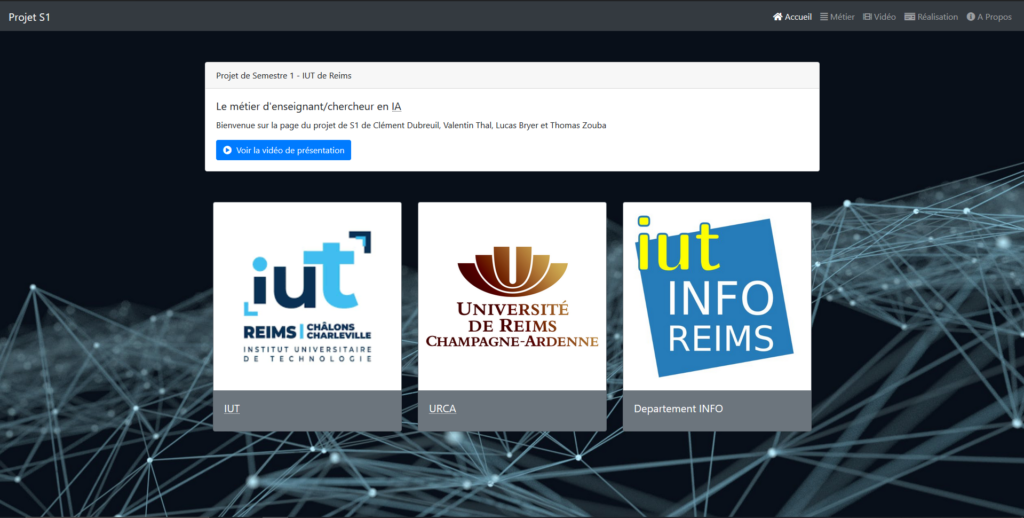 Projet S1
Accueil Métier Vidéo Réalisation A Propos
Projet de Semestre 1 - IUT de Reims
Le métier d'enseignant/chercheur en IA
Bienvenue sur la page du projet de S1 de Clément Dubreuil, Valentin Thal, Lucas Bryer et Thomas Zouba
Voir la vidéo de présentation
iut
REIMS | CHÂLONS
CHARLEVILLE
INSTITUT UNIVERSITAIRE
DE TECHNOLOGIE
IUT
UNIVERSITÉ
DE REIMS
CHAMPAGNE-ARDENNE
URCA
iut
INFO
REIMS
Departement INFO